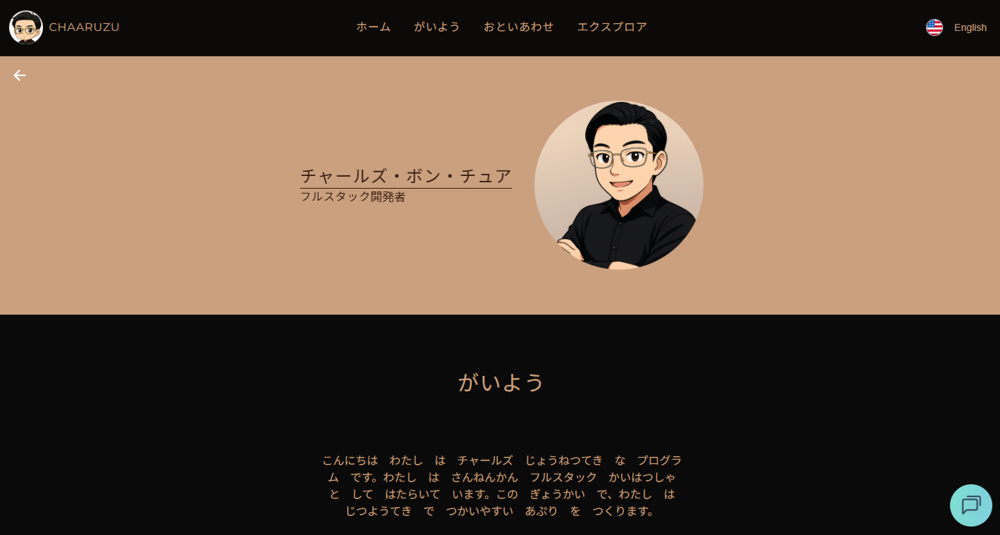 CHAARUZU
ホーム　がいよう　おといあわせ　エクスプロア
English
チャールズ・ボン・チュア
フルスタック開発者
がいよう
こんにちは　わたし　は　チャールズ　じょうねつてき　な　プログラ
ム　です。わたし　は　さんねんかん　フルスタック　かいはつしゃ
と　して　はたらいて　います。この　ぎょうかい　で、わたし　は
じつようてき　で　つかいやすい　あぷり　を　つくります。